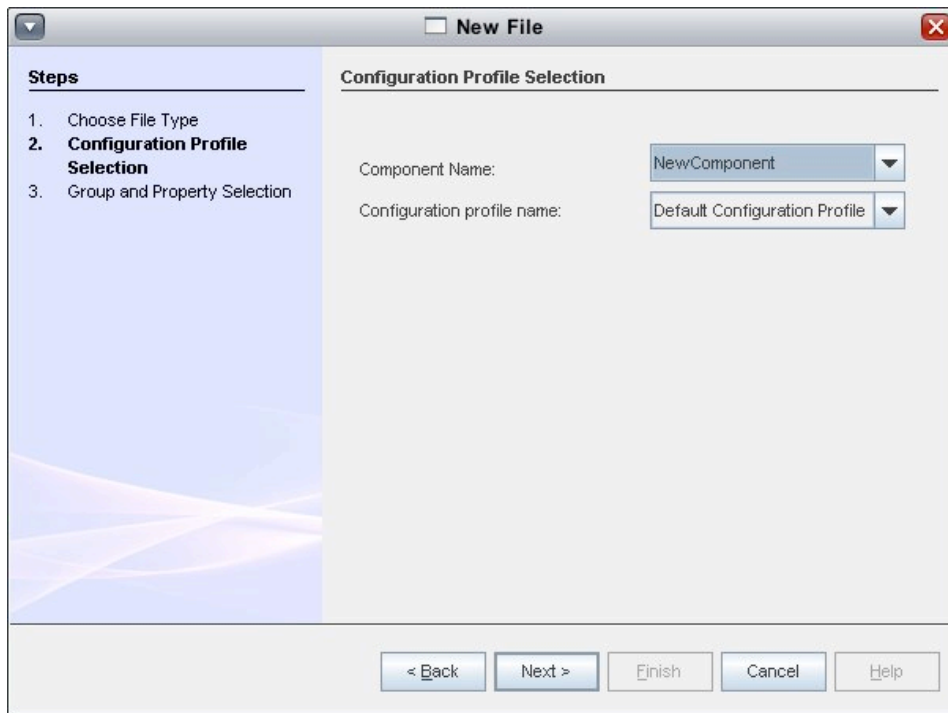 New File
Steps
1. Choose File Type
2. Configuration Profile
Selection
3. Group and Property Selection
Configuration Profile Selection
Component Name: NewComponent
Configuration profile name: Default Configuration Profile
< Back Next > Finish Cancel Help